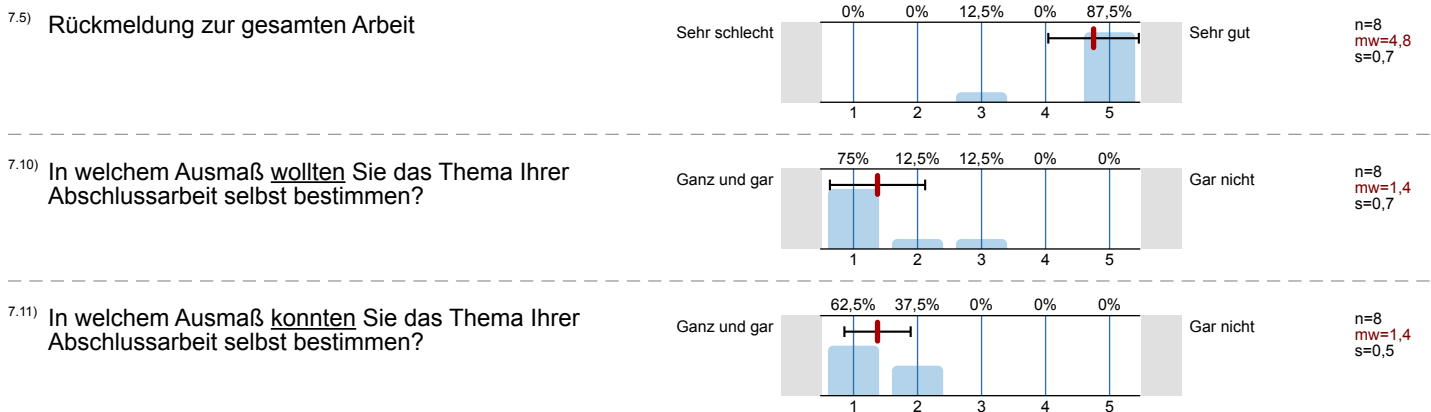 7.5) Rückmeldung zur gesamten Arbeit
0% 0% 12,5% 0% 87,5%
Sehr schlecht
Sehr gut
n=8
mw=4,8
s=0,7
1 2 3 4 5
7.10) In welchem Ausmaß wollten Sie das Thema Ihrer
Abschlussarbeit selbst bestimmen?
75% 12,5% 12,5% 0% 0%
Ganz und gar
Gar nicht
n=8
mw=1,4
s=0,7
1 2 3 4 5
7.11) In welchem Ausmaß konnten Sie das Thema Ihrer
Abschlussarbeit selbst bestimmen?
62,5% 37,5% 0% 0% 0%
Ganz und gar
Gar nicht
n=8
mw=1,4
s=0,5
1 2 3 4 5